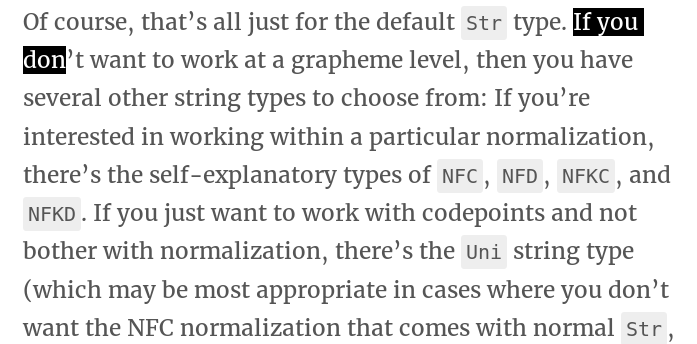 Of course, that’s all just for the default Str type. If you
don’t want to work at a grapheme level, then you have
several other string types to choose from: If you’re
interested in working within a particular normalization,
there’s the self-explanatory types of NFC, NFD, NFKC, and
NFKD. If you just want to work with codepoints and not
bother with normalization, there’s the Uni string type
(which may be most appropriate in cases where you don’t
want the NFC normalization that comes with normal Str,